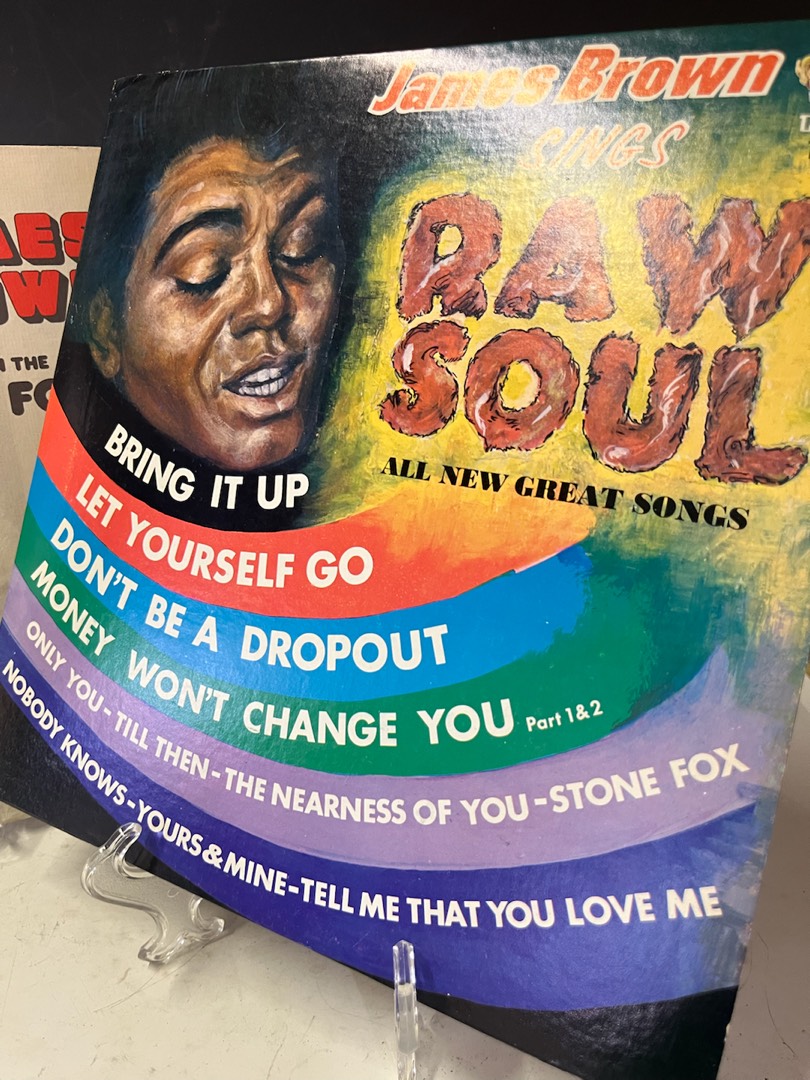 James Brown
SINGS
RAW
SOUL
ALL NEW GREAT SONGS
BRING IT UP
LET YOURSELF GO
DON'T BE A DROPOUT
MONEY WON'T CHANGE YOU Part 1 & 2
ONLY YOU - TILL THEN - THE NEARNESS OF YOU - STONE FOX
NOBODY KNOWS - YOURS & MINE - TELL ME THAT YOU LOVE ME
THE